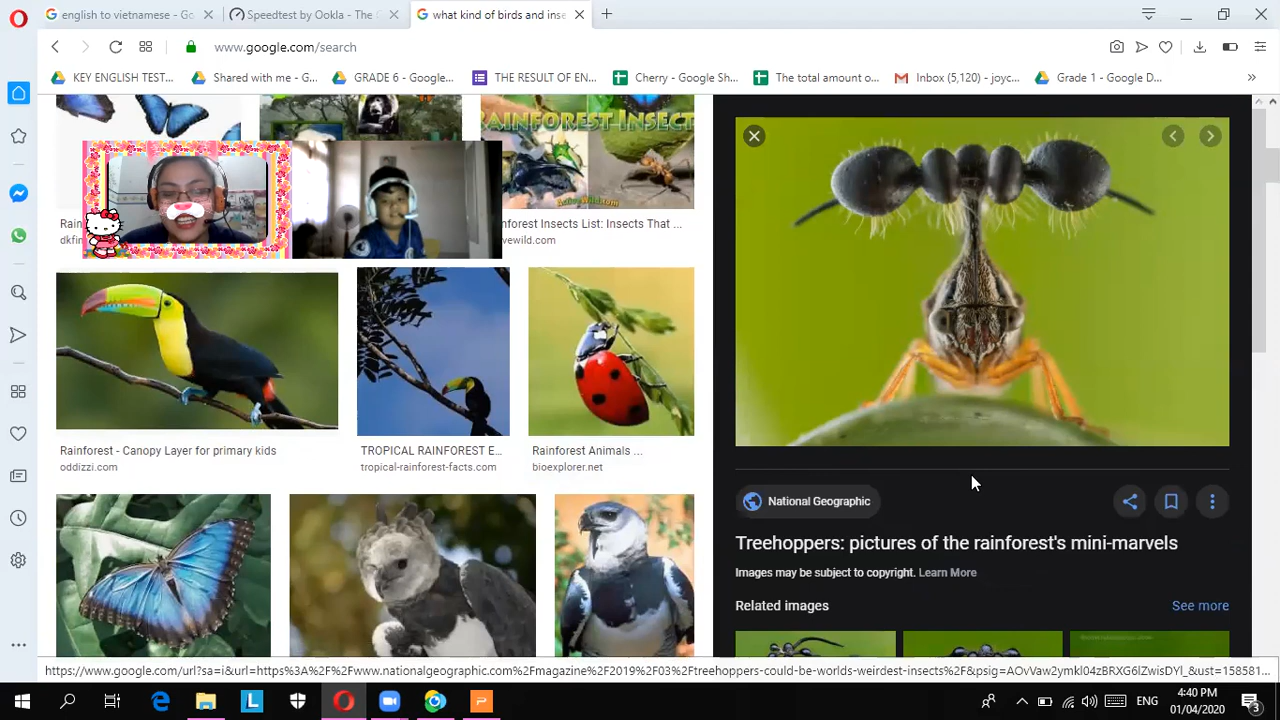 english to vietnamese - Go
Speedtest by Ookla - The G
what kind of birds and inse
www.google.com/search
KEY ENGLISH TEST...
Shared with me - G...
GRADE 6 - Google...
THE RESULT OF EN...
Cherry - Google Sh...
The total amount o...
Inbox (5,120) - joyc...
Grade 1 - Google D...
RAINFOREST INSECT
ActiveWild.com
Rain
dkfin
nforest Insects List: Insects That ...
vewild.com
Rainforest - Canopy Layer for primary kids
oddizzi.com
TROPICAL RAINFOREST E...
tropical-rainforest-facts.com
Rainforest Animals ...
bioexplorer.net
National Geographic
Treehoppers: pictures of the rainforest's mini-marvels
Images may be subject to copyright. Learn More
Related images
See more
https://www.google.com/url?sa=i&url=https%3A%2F%2Fwww.nationalgeographic.com%2Fmagazine%2F2019%2F03%2Ftreehoppers-could-be-worlds-weirdest-insects%2F&psig=AOvVaw2ymkl04zBRXG6lZwisDYl_&ust=158581...
ENG
4:40 PM
01/04/2020
3